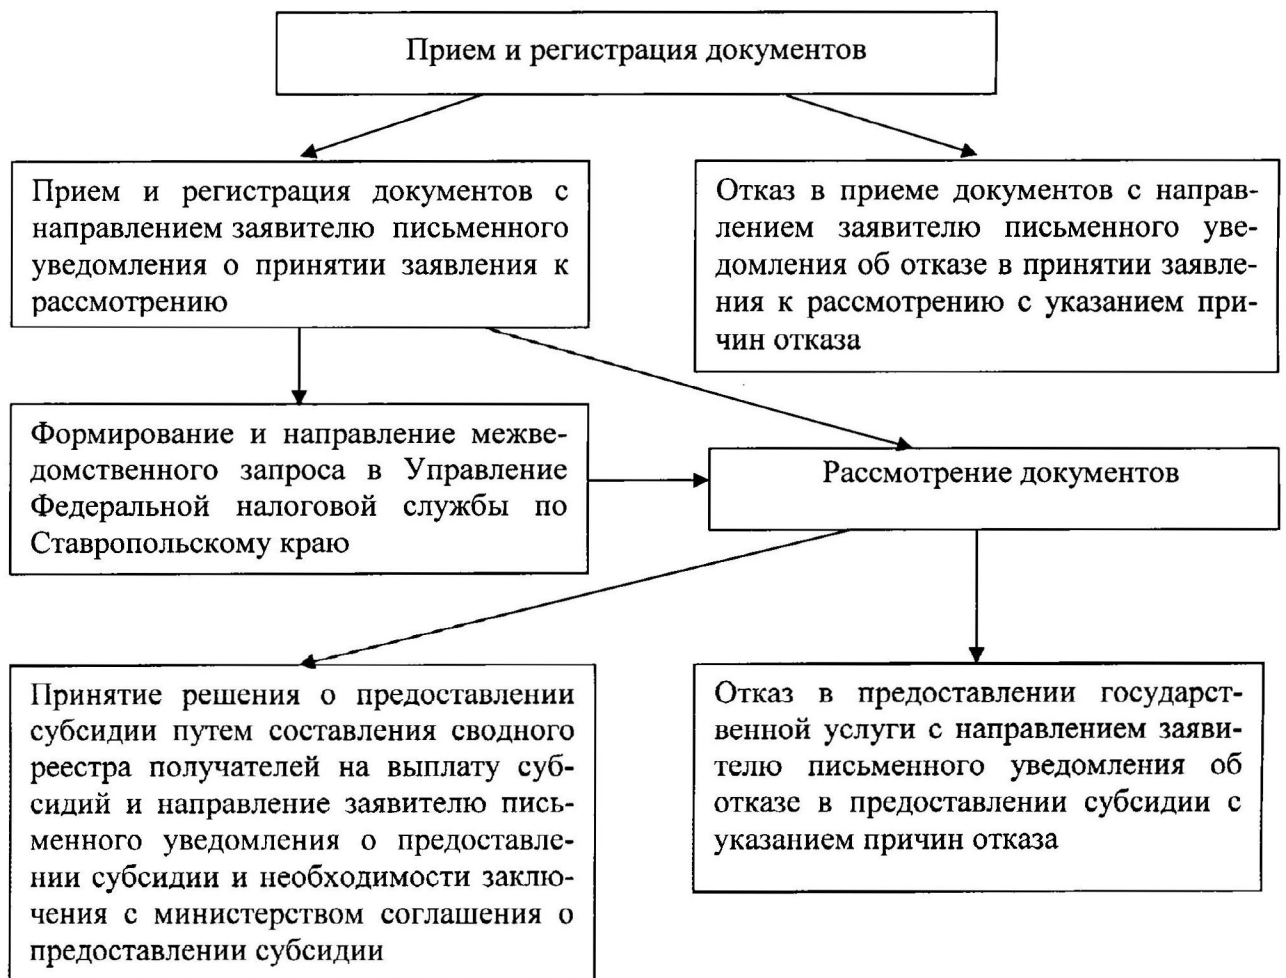 Прием и регистрация документов
Прием и регистрация документов с
направлением заявителю письменного
уведомления о принятии заявления к
рассмотрению
Отказ в приеме документов с направ-
лением заявителю письменного уве-
домления об отказе в принятии заявле-
ния к рассмотрению с указанием при-
чин отказа
Формирование и направление межве-
домственного запроса в Управление
Федеральной налоговой службы по
Ставропольскому краю
Рассмотрение документов
Принятие решения о предоставлении
субсидии путем составления сводного
реестра получателей на выплату суб-
сидий и направление заявителю пись-
менного уведомления о предоставле-
нии субсидии и необходимости заклю-
чения с министерством соглашения о
предоставлении субсидии
Отказ в предоставлении государст-
венной услуги с направлением заяви-
телю письменного уведомления об
отказе в предоставлении субсидии с
указанием причин отказа